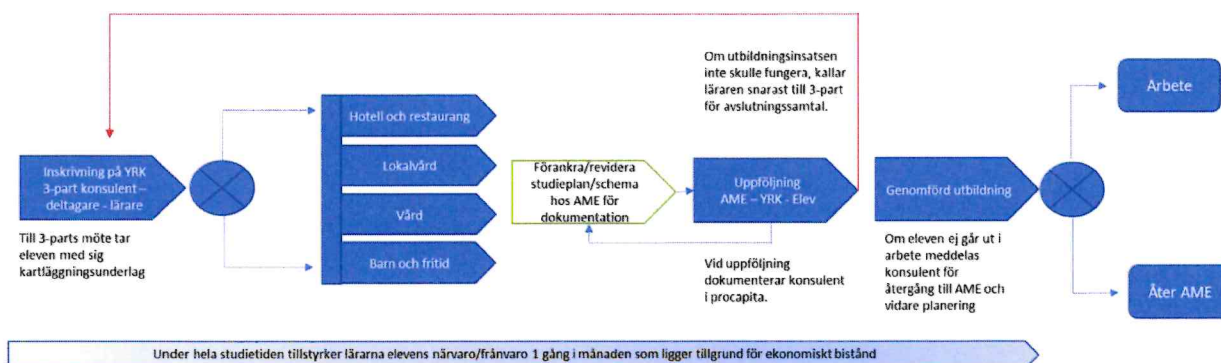 Inskrivning på YRK
3-part konsulent –
deltagare - lärare
Till 3-parts möte tar
eleven med sig
kartläggningsunderlag
Hotell och restaurang
Lokalvård
Vård
Barn och fritid
Förankra/revidera
studieplan/schema
hos AME för
dokumentation
Om utbildningsinsatsen
inte skulle fungera, kallar
läraren snarast till 3-part
för avslutningssamtal.
Uppföljning
AME – YRK - Elev
Vid uppföljning
dokumenterar konsulent
i procapita.
Genomförd utbildning
Om eleven ej går ut i
arbete meddelas
konsulent för
återgång till AME och
vidare planering
Arbete
Åter AME
Under hela studietiden tillstyrker lärarna elevens närvaro/frånvaro 1 gång i månaden som ligger tillgrund för ekonomiskt bistånd